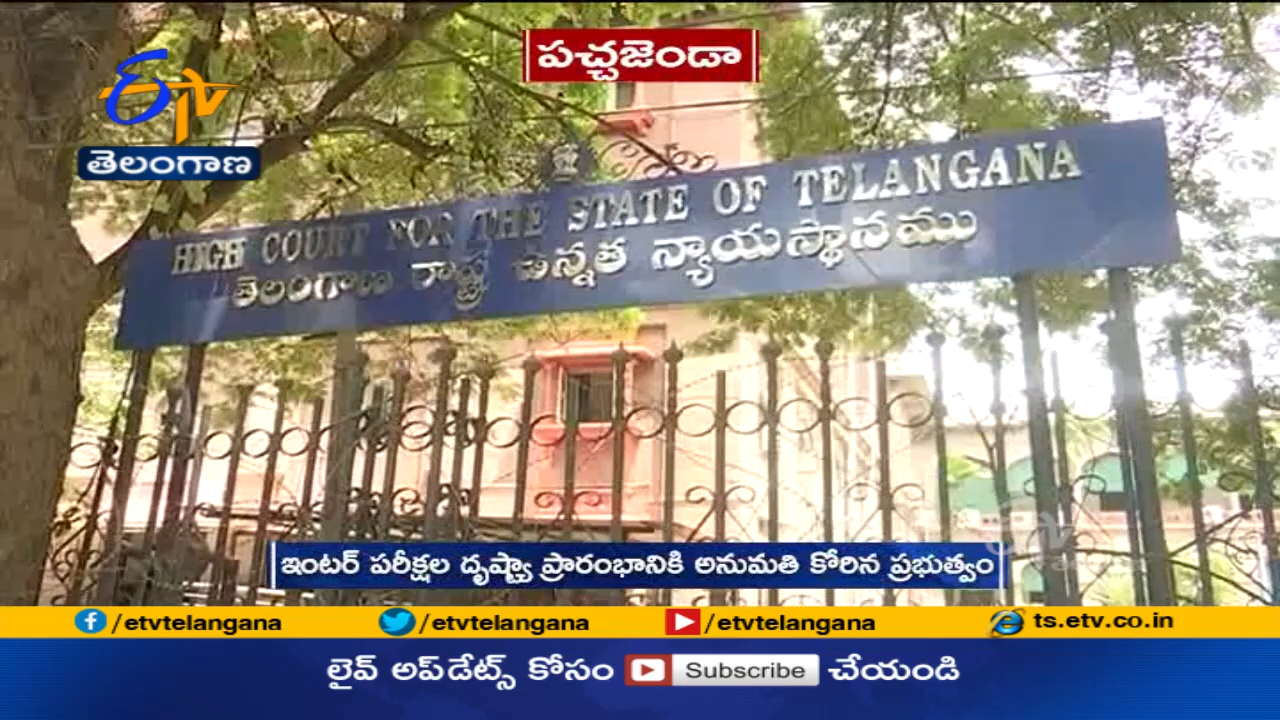 పచ్చజెండా
ETV
తెలంగాణ
HIGH COURT FOR THE STATE OF TELANGANA
తెలంగాణ రాష్ట్ర ఉన్నత న్యాయస్థానము
ఇంటర్ పరీక్షల దృష్ట్యా ప్రారంభానికి అనుమతి కోరిన ప్రభుత్వం
/etvtelangana /etvtelangana /etvtelangana ts.etv.co.in
లైవ్ అప్‌డేట్స్ కోసం Subscribe చేయండి